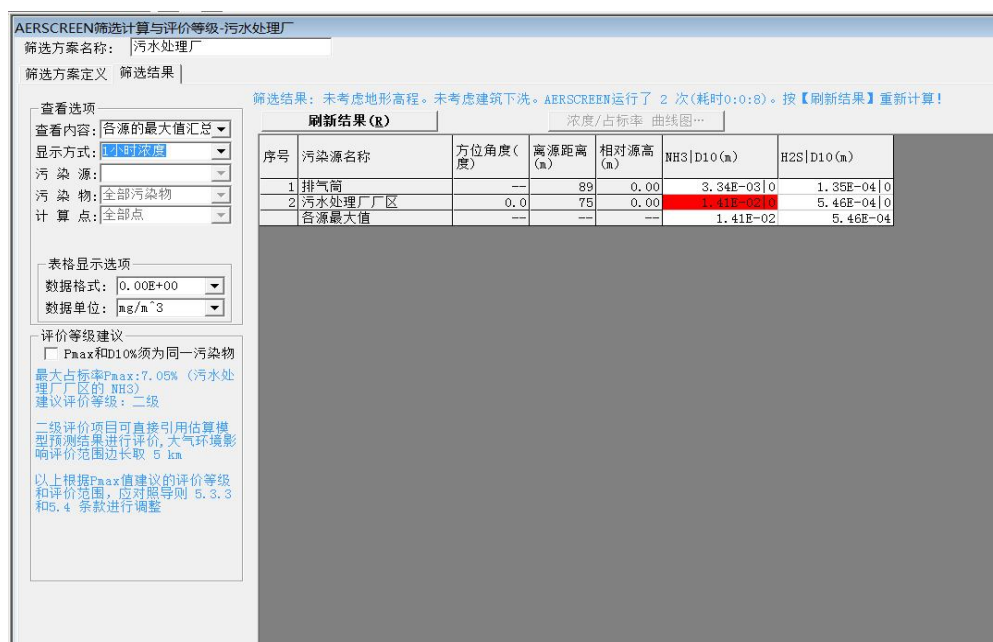 AERSCREEN筛选计算与评价等级-污水处理厂
筛选方案名称: 污水处理厂
筛选方案定义 筛选结果
筛选结果: 未考虑地形高程。未考虑建筑下洗。AERSCREEN运行了 2 次(耗时0:0:8)。按【刷新结果】重新计算!
查看选项
查看内容: 各源的最大值汇总
显示方式: 1小时浓度
污 染 源:
污 染 物: 全部污染物
计 算 点: 全部点
表格显示选项
数据格式: 0.00E+00
数据单位: mg/m^3
评价等级建议
Pmax和D10%须为同一污染物
最大占标率Pmax:7.05% (污水处
理厂厂区的 NH3)
建议评价等级: 二级
二级评价项目可直接引用估算模
型预测结果进行评价,大气环境影
响评价范围边长取 5 km
以上根据Pmax值建议的评价等级
和评价范围,应对照导则 5.3.3
和5.4 条款进行调整
刷新结果(R) 浓度/占标率 曲线图…
序号 污染源名称 方位角度(度) 离源距离(m) 相对源高(m) NH3|D10(m) H2S|D10(m)
1 排气筒 -- 89 0.00 3.34E-03|0 1.35E-04|0
2 污水处理厂厂区 0.0 75 0.00 1.41E-02|0 5.46E-04|0
各源最大值 -- -- -- 1.41E-02 5.46E-04